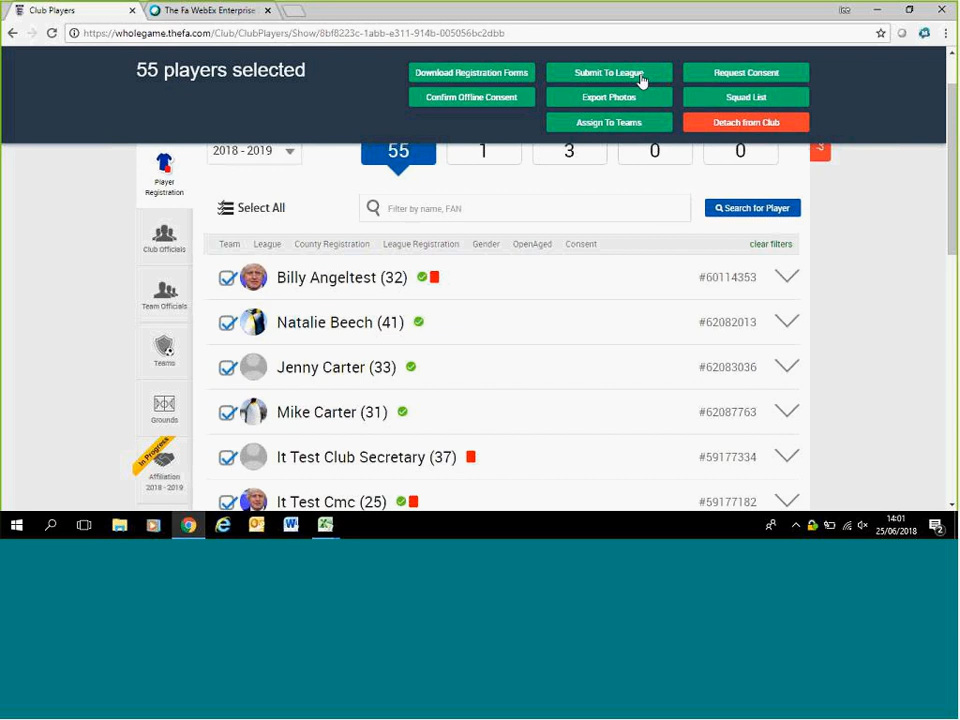 Club Players
The Fa WebEx Enterprise
https://wholegame.thefa.com/Club/ClubPlayers/Show/8bf8223c-1abb-e311-914b-005056bc2dbb
55 players selected
Download Registration Forms
Submit To League
Request Consent
Confirm Offline Consent
Export Photos
Squad List
Assign To Teams
Detach from Club
2018 - 2019
55
1
3
0
0
Player
Registration
Club Officials
Team Officials
Teams
Grounds
In Progress
Affiliation
2018 - 2019
Select All
Filter by name, FAN
Search for Player
Team League County Registration League Registration Gender OpenAged Consent clear filters
Billy Angeltest (32) #60114353
Natalie Beech (41) #62082013
Jenny Carter (33) #62083036
Mike Carter (31) #62087763
It Test Club Secretary (37) #59177334
It Test Cmc (25) #59177182
14:01
25/06/2018
2